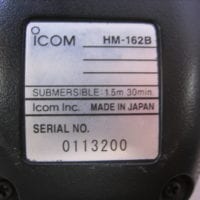 ICOM HM-162B
SUBMERSIBLE: 1.5m 30min.
Icom Inc. MADE IN JAPAN
SERIAL NO.
0113200